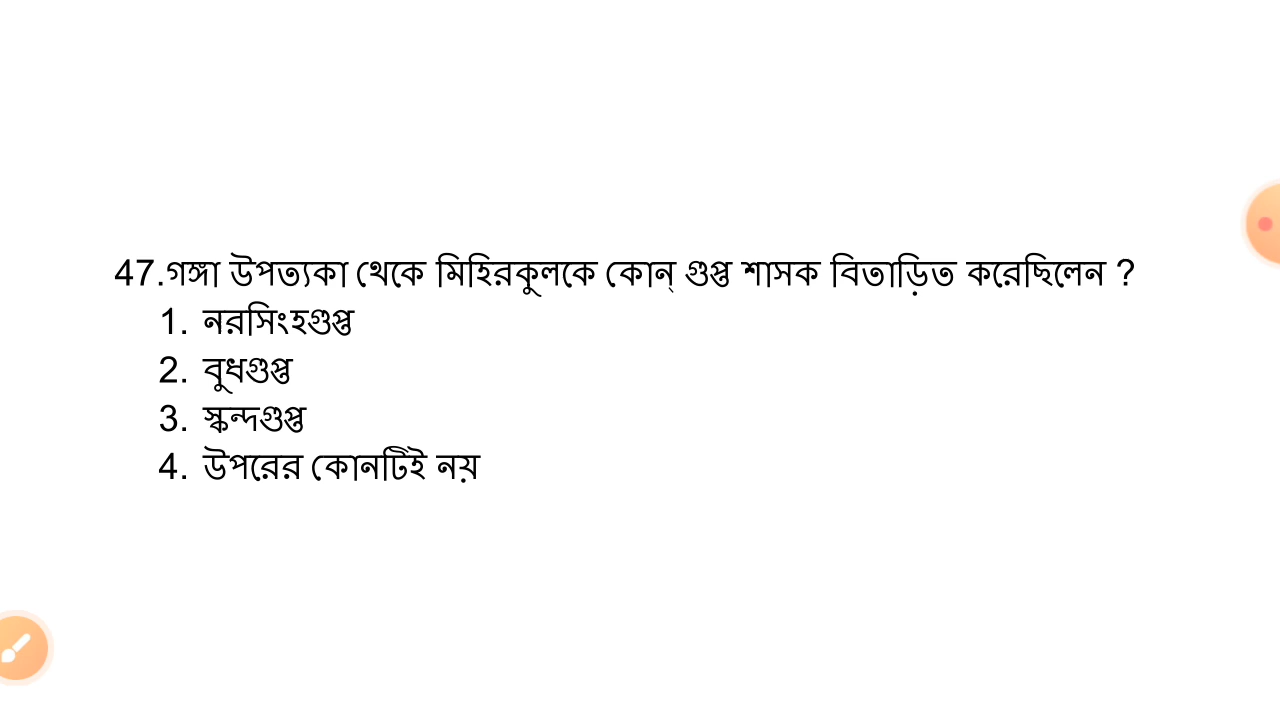 47.গঙ্গা উপত্যকা থেকে মিহিরকুলকে কোন্ গুপ্ত শাসক বিতাড়িত করেছিলেন ?
1. নরসিংহগুপ্ত
2. বুধগুপ্ত
3. স্কন্দগুপ্ত
4. উপরের কোনটিই নয়